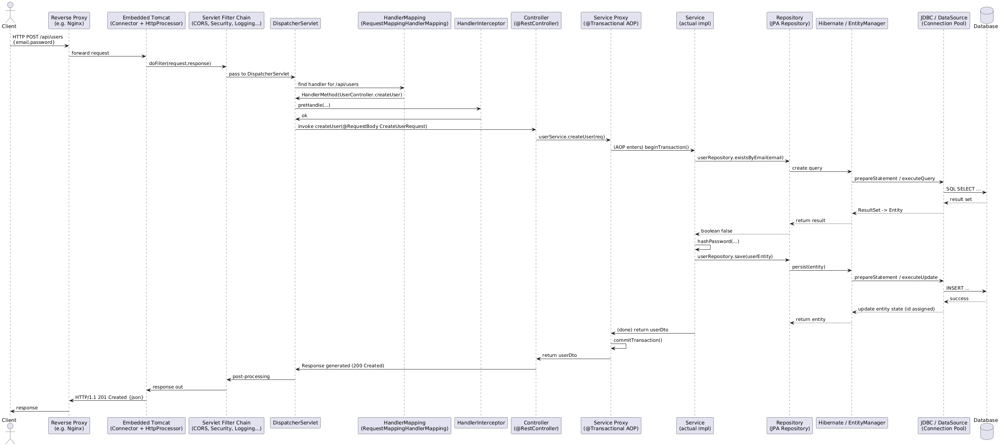 Client
Reverse Proxy
(e.g. Nginx)
Embedded Tomcat
(Connector + HttpProcessor)
Servlet Filter Chain
(CORS, Security, Logging...)
DispatcherServlet
HandlerMapping
(RequestMappingHandlerMapping)
HandlerInterceptor
Controller
(@RestController)
Service Proxy
(@Transactional AOP)
Service
(actual impl)
Repository
(JPA Repository)
Hibernate / EntityManager
JDBC / DataSource
(Connection Pool)
Database
HTTP POST /api/users
{email,password}
forward request
doFilter(request,response)
pass to DispatcherServlet
find handler for /api/users
HandlerMethod(UserController.createUser)
preHandle(...)
ok
invoke createUser(@RequestBody CreateUserRequest)
userService.createUser(req)
(AOP enters) beginTransaction()
userRepository.existsByEmail(email)
create query
prepareStatement / executeQuery
SQL SELECT ...
result set
ResultSet -> Entity
return result
boolean false
hashPassword(...)
userRepository.save(userEntity)
persist(entity)
prepareStatement / executeUpdate
INSERT ...
success
update entity state (id assigned)
return entity
(done) return userDto
commitTransaction()
return userDto
Response generated (200 Created)
post-processing
response out
HTTP/1.1 201 Created {json}
response
Client
Reverse Proxy
(e.g. Nginx)
Embedded Tomcat
(Connector + HttpProcessor)
Servlet Filter Chain
(CORS, Security, Logging...)
DispatcherServlet
HandlerMapping
(RequestMappingHandlerMapping)
HandlerInterceptor
Controller
(@RestController)
Service Proxy
(@Transactional AOP)
Service
(actual impl)
Repository
(JPA Repository)
Hibernate / EntityManager
JDBC / DataSource
(Connection Pool)
Database